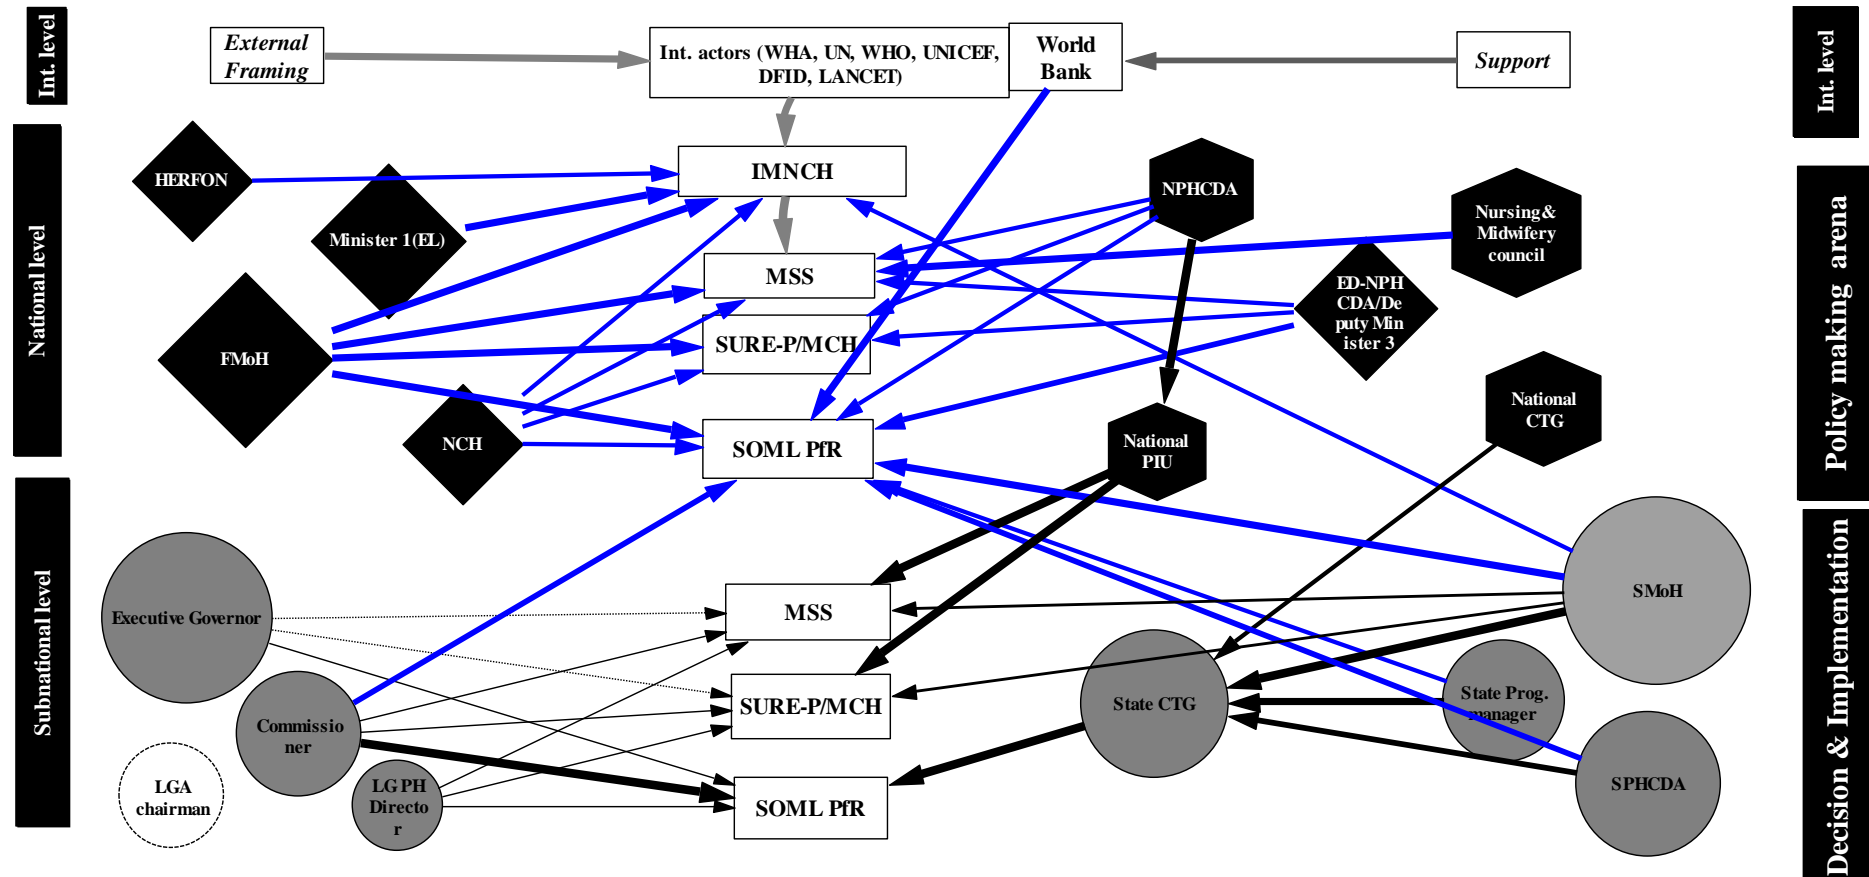 Int. level
External
Framing
Int. actors (WHA, UN, WHO, UNICEF,
DFID, LANCET)
World
Bank
Support
Int. level
National level
HERFON
Minister 1(EL)
FMoH
NCH
IMNCH
MSS
SURE-P/MCH
SOML PfR
NPHCDA
Nursing&
Midwifery
council
ED-NPH
CDA/De
puty Min
ister 3
National
CTG
National
PIU
Policy making arena
Subnational level
Executive Governor
Commissio
ner
LGA
chairman
LG PH
Directo
r
MSS
SURE-P/MCH
SOML PfR
State CTG
SMoH
State Prog.
manager
SPHCDA
Decision & Implementation